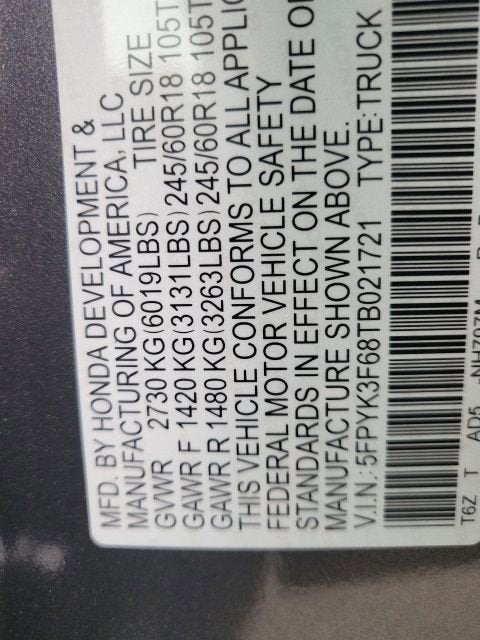 MFD. BY HONDA DEVELOPMENT &
MANUFACTURING OF AMERICA, LLC
TIRE SIZE
GVWR 2730 KG(6019LBS)
GAWR F 1420 KG(3131LBS) 245/60R18 105T
GAWR R 1480 KG(3263LBS) 245/60R18 105T
THIS VEHICLE CONFORMS TO ALL APPLIC
FEDERAL MOTOR VEHICLE SAFETY
STANDARDS IN EFFECT ON THE DATE O
MANUFACTURE SHOWN ABOVE.
V.I.N.:5FPYK3F68TB021721 TYPE:TRUCK
T6Z T AD5 -NH797M